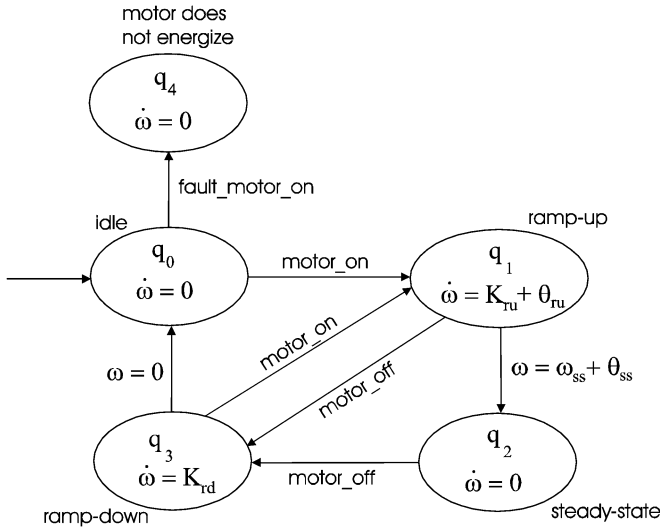 motor does
not energize
q4
ω̇ = 0
fault_motor_on
idle
q0
ω̇ = 0
motor_on
ramp-up
q1
ω̇ = Kru + θru
motor_on
motor_off
ω = 0
ω = ωss + θss
q3
ω̇ = Krd
ramp-down
motor_off
q2
ω̇ = 0
steady-state